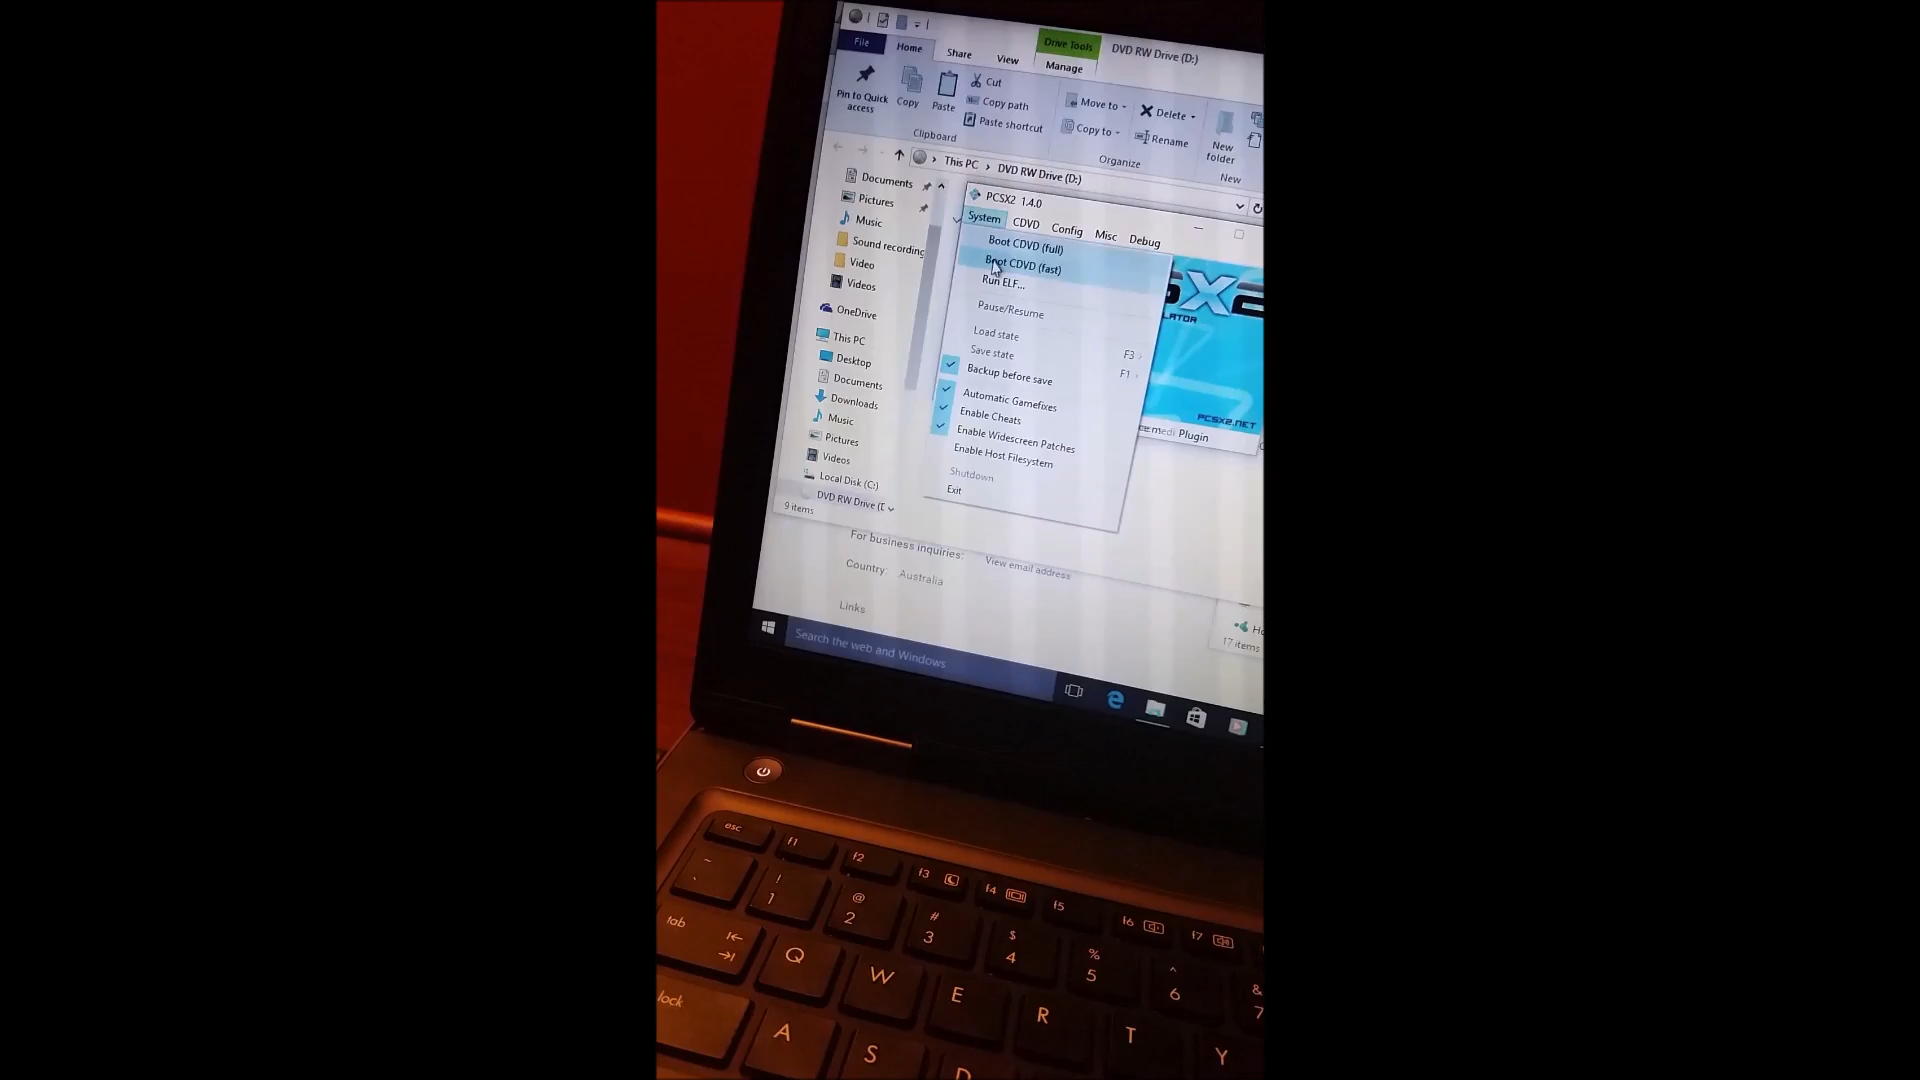 File
Home
Share
View
Drive Tools
Manage
DVD RW Drive (D:)
Pin to Quick access
Copy
Paste
Cut
Copy path
Paste shortcut
Clipboard
Move to
Copy to
Delete
Rename
Organize
New folder
New
This PC > DVD RW Drive (D:)
Documents
Pictures
Music
Sound recording
Video
Videos
OneDrive
This PC
Desktop
Documents
Downloads
Music
Pictures
Videos
Local Disk (C:)
DVD RW Drive (
9 items
PCSX2 1.4.0
System
CDVD
Config
Misc
Debug
Boot CDVD (full)
Boot CDVD (fast)
Run ELF...
Pause/Resume
Load state F3
Save state F1
Backup before save
Automatic Gamefixes
Enable Cheats
Enable Widescreen Patches
Enable Host Filesystem
Shutdown
Exit
PCSX2.NET
Plugin
For business inquiries: View email address
Country: Australia
Links
17 items
Search the web and Windows
esc f1 f2 f3 f4 f5 f6 f7
~ ! @ # $ % ^ &
1 2 3 4 5 6 7
tab Q W E R T Y
lock A S D